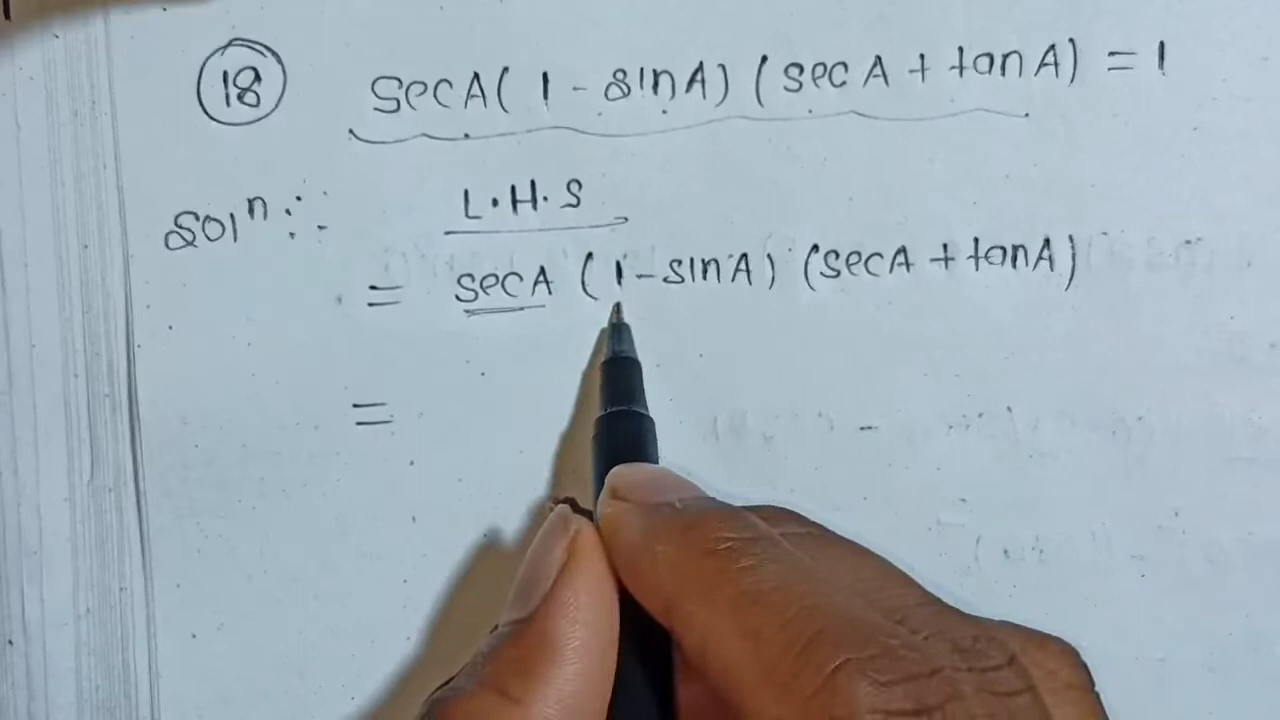 18 secA(1-sinA)(secA+tanA)=1
Solⁿ:
L.H.S
= secA (1-sinA) (secA+tanA)
=